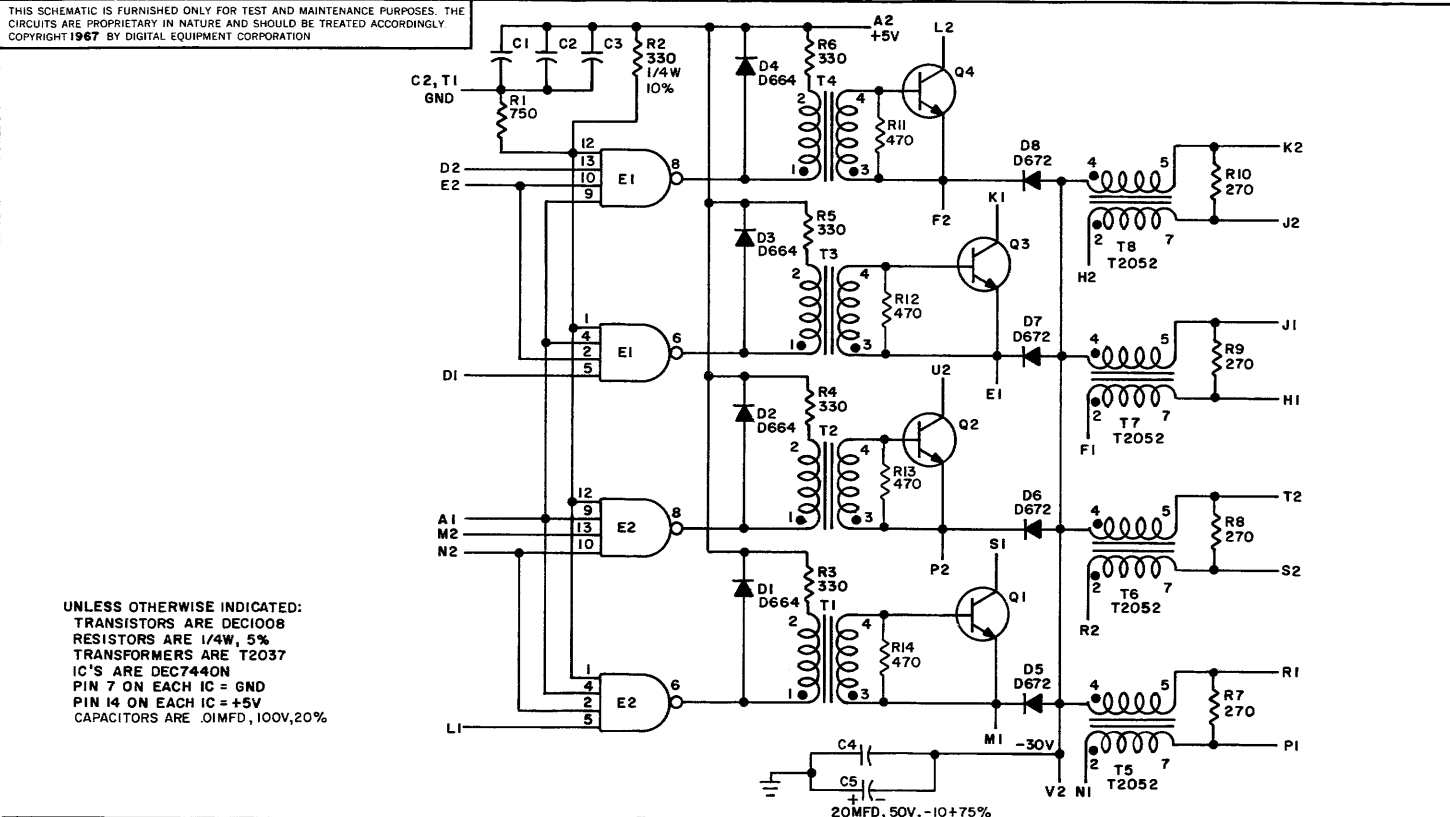 THIS SCHEMATIC IS FURNISHED ONLY FOR TEST AND MAINTENANCE PURPOSES. THE
CIRCUITS ARE PROPRIETARY IN NATURE AND SHOULD BE TREATED ACCORDINGLY.
COPYRIGHT 1967 BY DIGITAL EQUIPMENT CORPORATION
A2
+5V
L2
C1
C2
C3
R2
330
1/4W
10%
D4
D664
R6
330
T4
2
4
1
3
R11
470
Q4
C2, T1
GND
R1
750
D2
E2
12
13
10
9
E1
8
F2
D8
D672
4
5
2
7
T8
T2052
H2
R10
270
K2
J2
K1
D3
D664
R5
330
T3
2
4
1
3
R12
470
Q3
D1
1
4
2
5
E1
6
E1
D7
D672
4
5
2
7
T7
T2052
F1
R9
270
J1
H1
U2
D2
D664
R4
330
T2
2
4
1
3
R13
470
Q2
A1
M2
N2
12
9
13
10
E2
8
P2
D6
D672
4
5
2
7
T6
T2052
R2
R8
270
T2
S2
S1
D1
D664
R3
330
T1
2
4
1
3
R14
470
Q1
L1
1
4
2
5
E2
6
M1
D5
D672
4
5
2
7
T5
T2052
N1
R7
270
R1
P1
-30V
V2
C4
C5
+ -
20MFD, 50V, -10+75%
UNLESS OTHERWISE INDICATED:
TRANSISTORS ARE DEC1008
RESISTORS ARE 1/4W, 5%
TRANSFORMERS ARE T2037
IC'S ARE DEC7440N
PIN 7 ON EACH IC = GND
PIN 14 ON EACH IC = +5V
CAPACITORS ARE .01MFD, 100V, 20%